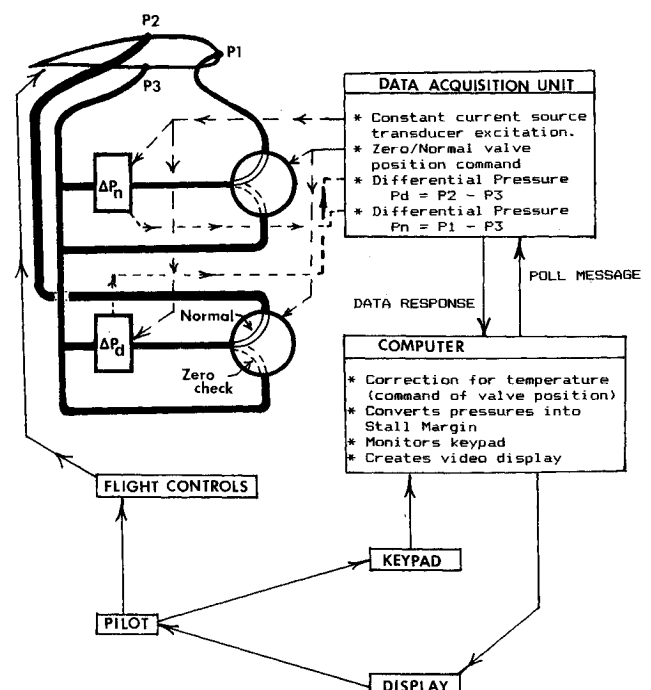 P2
P1
P3
DATA ACQUISITION UNIT
* Constant current source
transducer excitation.
* Zero/Normal valve
position command
* Differential Pressure
Pd = P2 - P3
* Differential Pressure
Pn = P1 - P3
ΔPn
ΔPd
Normal
Zero
check
POLL MESSAGE
DATA RESPONSE
COMPUTER
* Correction for temperature
(command of valve position)
* Converts pressures into
Stall Margin
* Monitors keypad
* Creates video display
FLIGHT CONTROLS
KEYPAD
PILOT
DISPLAY